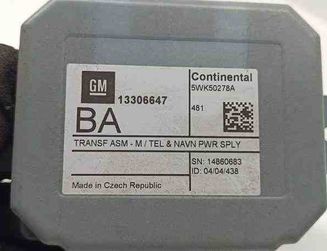 GM
13306647
Continental
5WK50278A
481
BA
TRANSF ASM - M / TEL & NAVN PWR SPLY
SN: 14860683
ID: 04/04/438
Made in Czech Republic